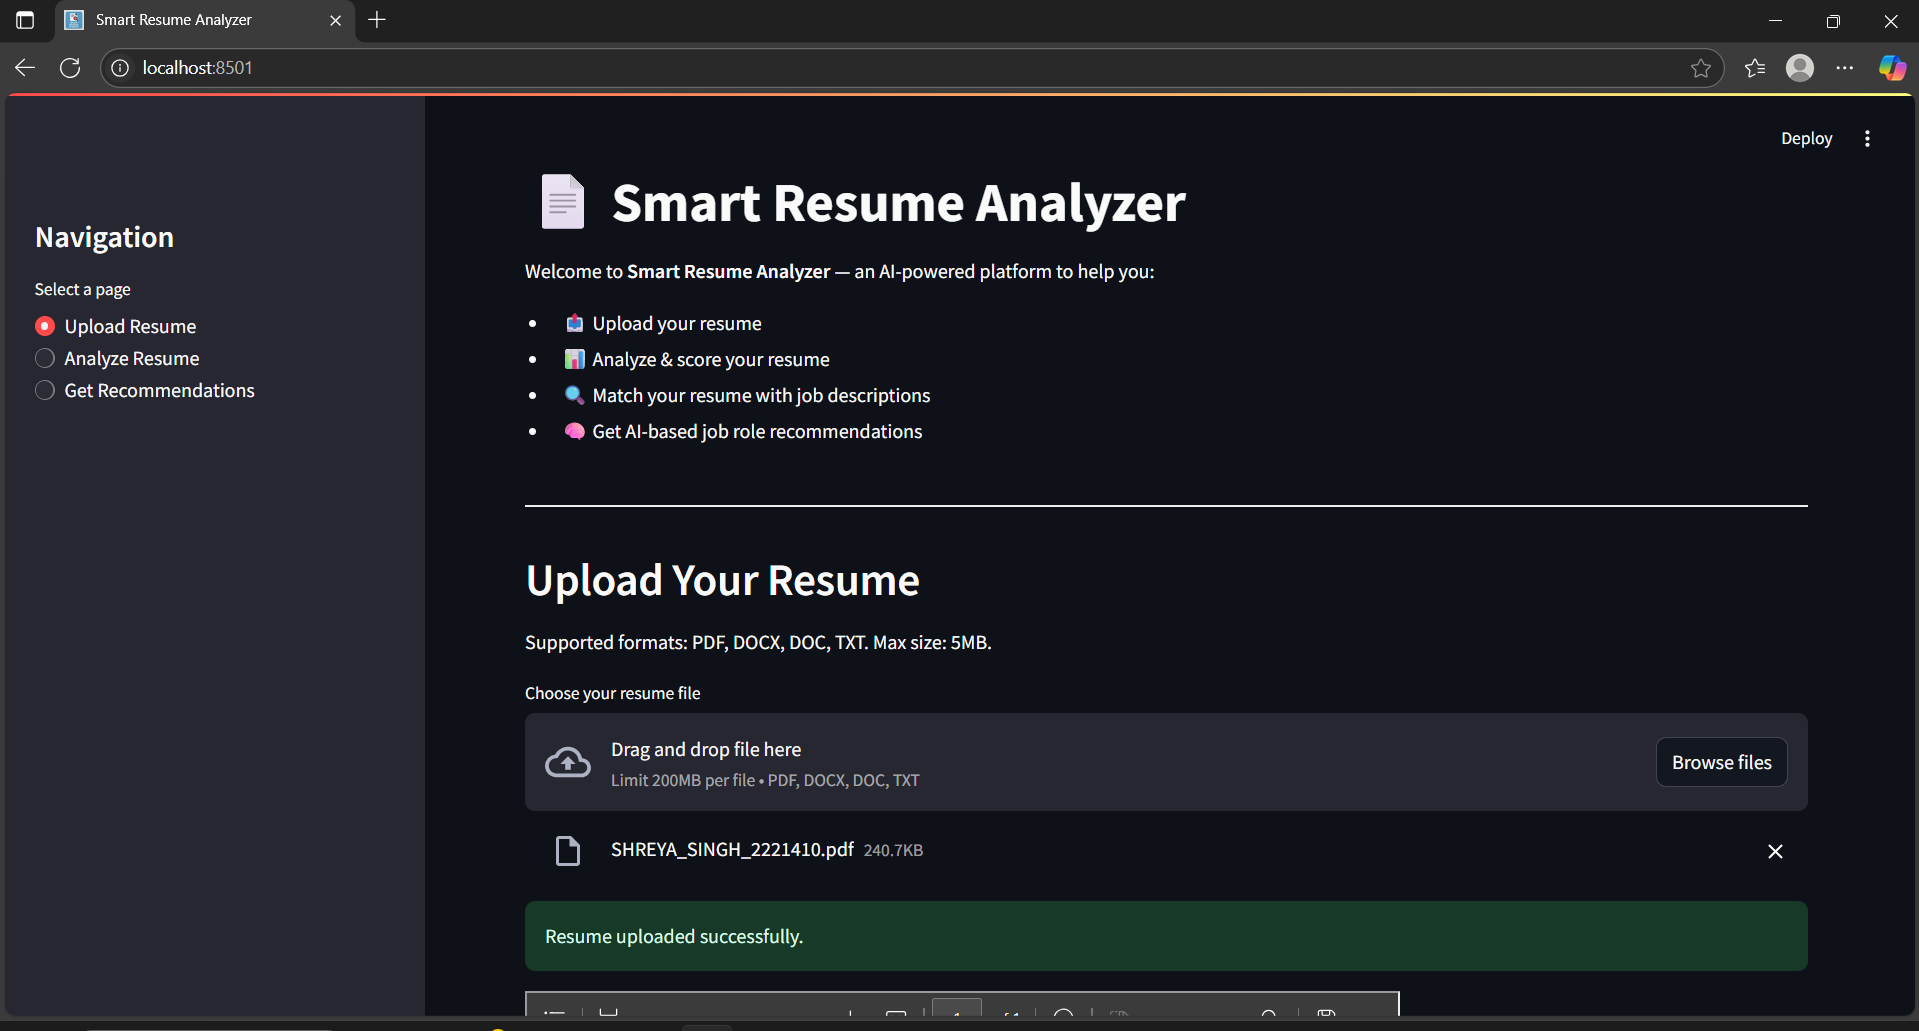 Smart Resume Analyzer
localhost:8501
Deploy
Navigation
Select a page
Upload Resume
Analyze Resume
Get Recommendations
Smart Resume Analyzer
Welcome to Smart Resume Analyzer — an AI-powered platform to help you:
Upload your resume
Analyze & score your resume
Match your resume with job descriptions
Get AI-based job role recommendations
Upload Your Resume
Supported formats: PDF, DOCX, DOC, TXT. Max size: 5MB.
Choose your resume file
Drag and drop file here
Limit 200MB per file • PDF, DOCX, DOC, TXT
Browse files
SHREYA_SINGH_2221410.pdf 240.7KB
Resume uploaded successfully.